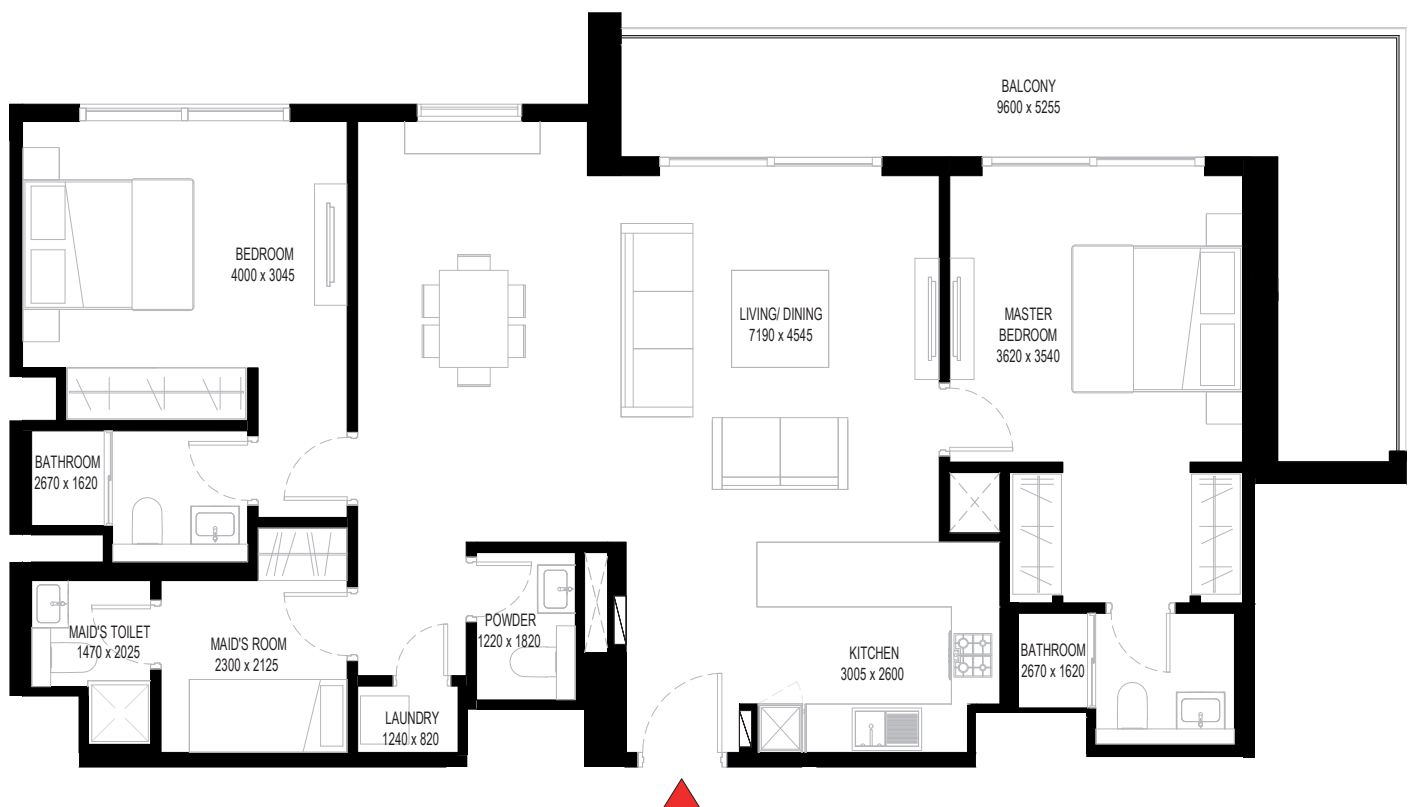 BALCONY
9600 x 5255
BEDROOM
4000 x 3045
LIVING/ DINING
7190 x 4545
MASTER
BEDROOM
3620 x 3540
BATHROOM
2670 x 1620
MAID'S TOILET
1470 x 2025
MAID'S ROOM
2300 x 2125
POWDER
1220 x 1820
LAUNDRY
1240 x 820
KITCHEN
3005 x 2600
BATHROOM
2670 x 1620